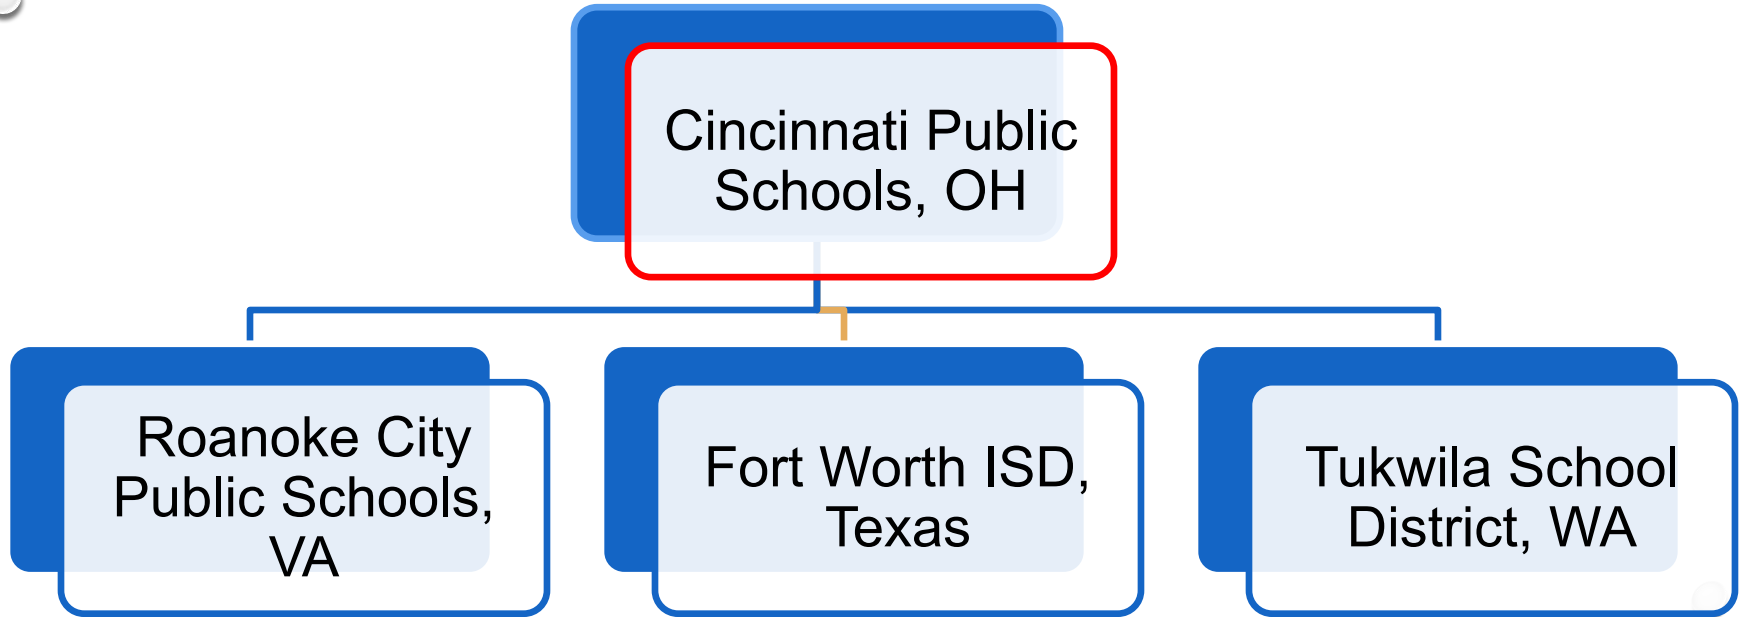 Cincinnati Public
Schools, OH
Roanoke City
Public Schools,
VA
Fort Worth ISD,
Texas
Tukwila School
District, WA